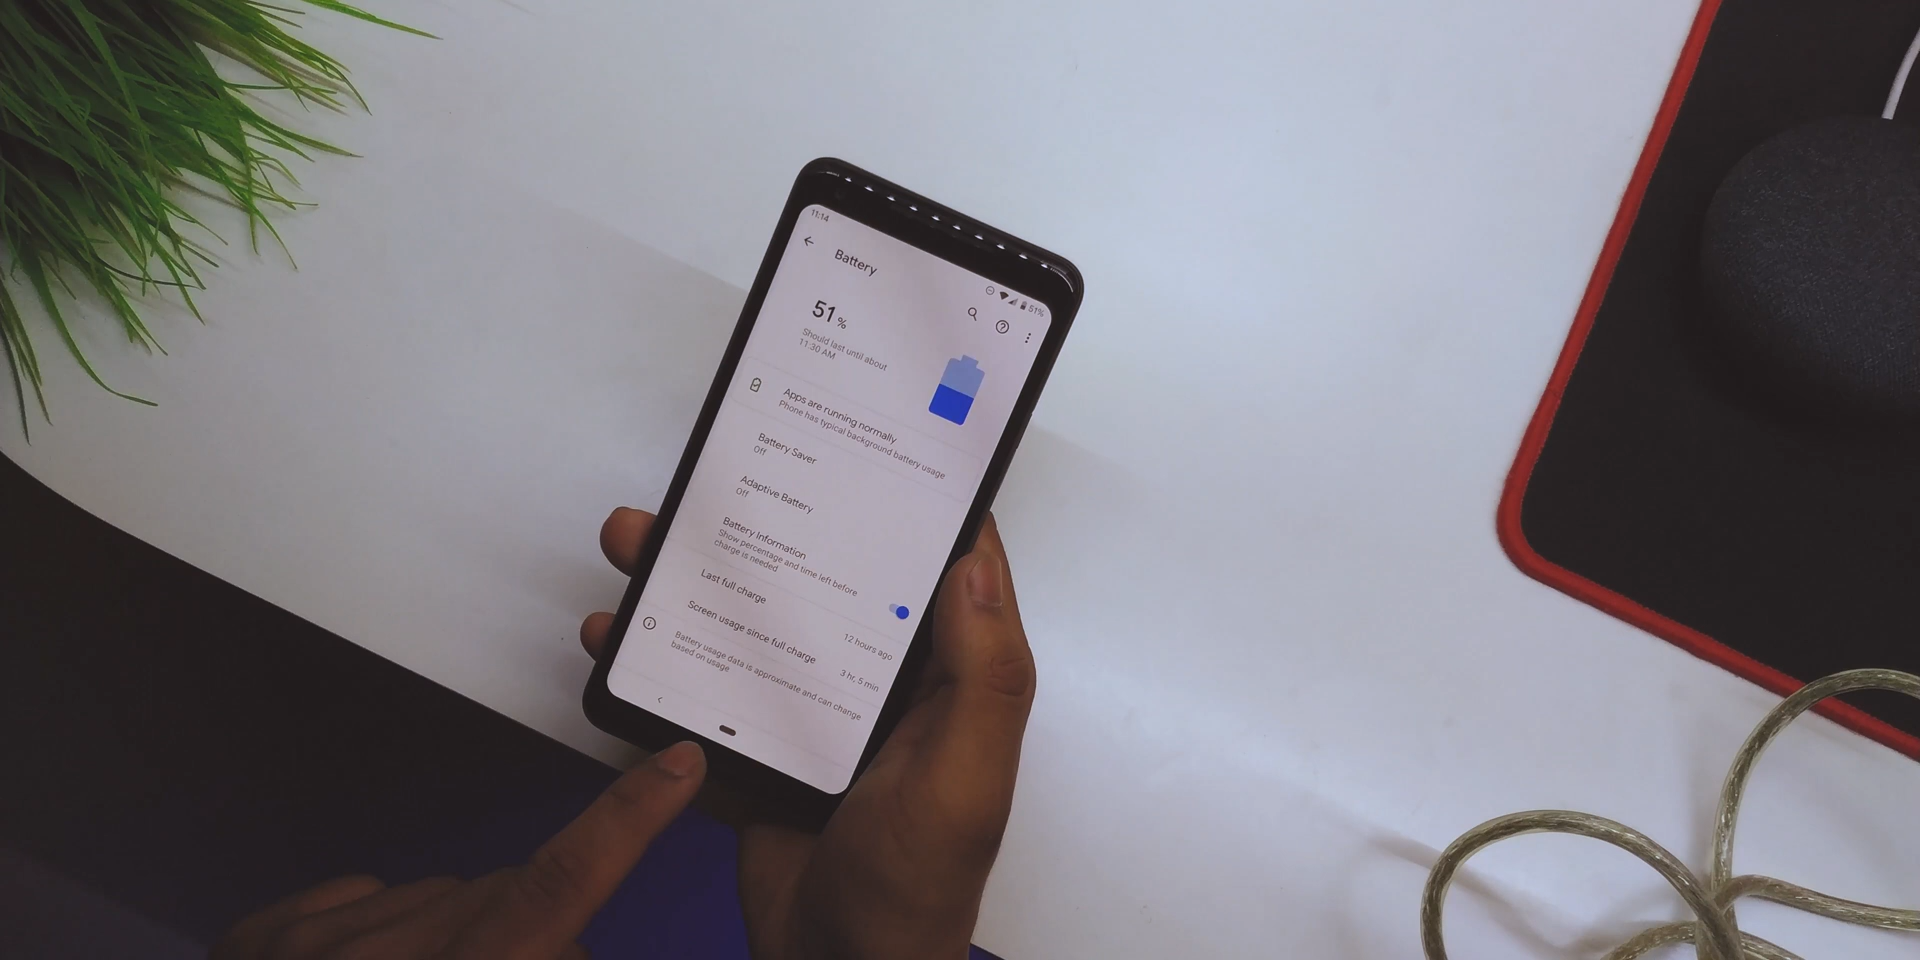 11:14
51%
Battery
51%
Should last until about
11:30 AM
Apps are running normally
Phone has typical background battery usage
Battery Saver
Off
Adaptive Battery
Off
Battery Information
Show percentage and time left before
charge is needed
Last full charge
12 hours ago
Screen usage since full charge
3 hr, 5 min
Battery usage data is approximate and can change
based on usage